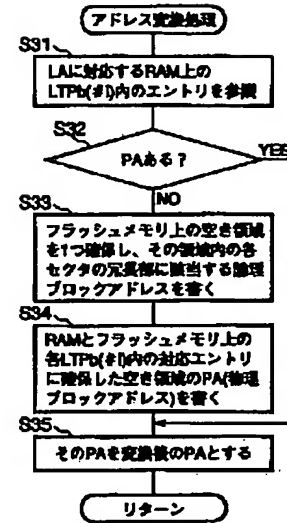 アドレス変換処理
S31
LAに対応するRAM上の
LTPb(#i)内のエントリを参照
S32
PAある?
YES
NO
S33
フラッシュメモリ上の空き領域
を1つ確保し、その領域内の各
セクタの冗長部に該当する論理
ブロックアドレスを書く
S34
RAMとフラッシュメモリ上の
各LTPb(#i)内の対応エントリ
に確保した空き領域のPA(物理
ブロックアドレス)を書く
S35
そのPAを変換後のPAとする
リターン